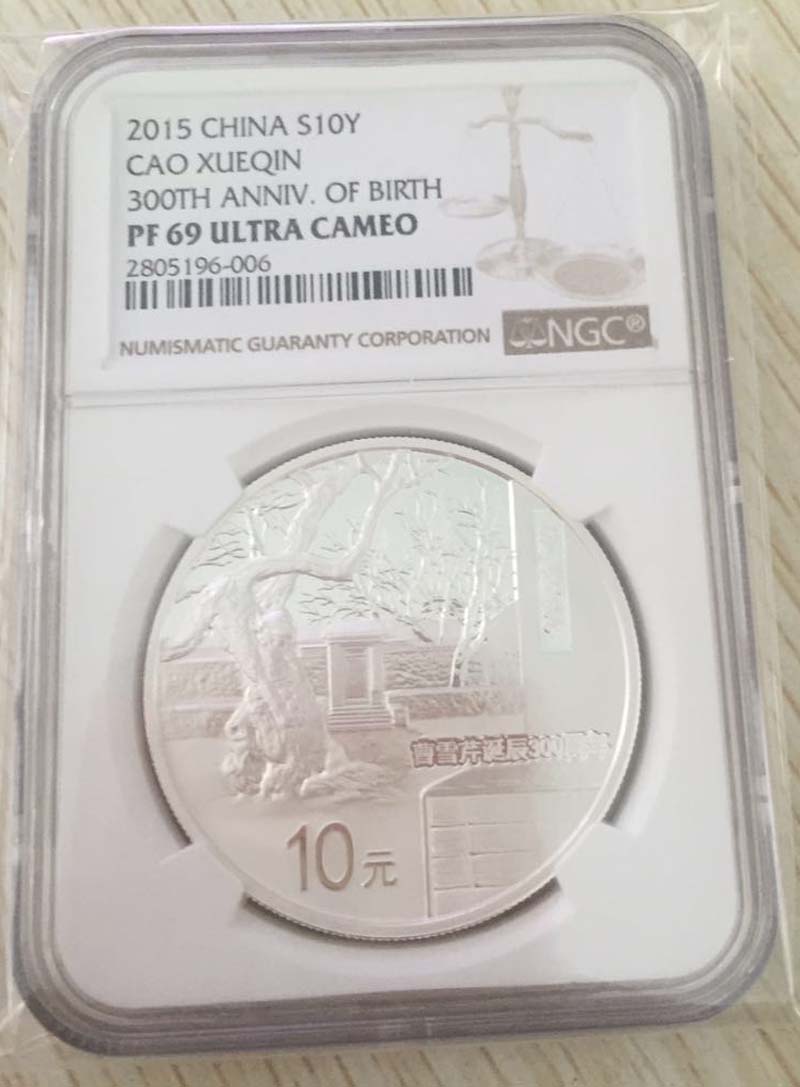 2015 CHINA S10Y
CAO XUEQIN
300TH ANNIV. OF BIRTH
PF 69 ULTRA CAMEO
2805196-006
NUMISMATIC GUARANTY CORPORATION
NGC®
曹雪芹诞辰300周年
10元